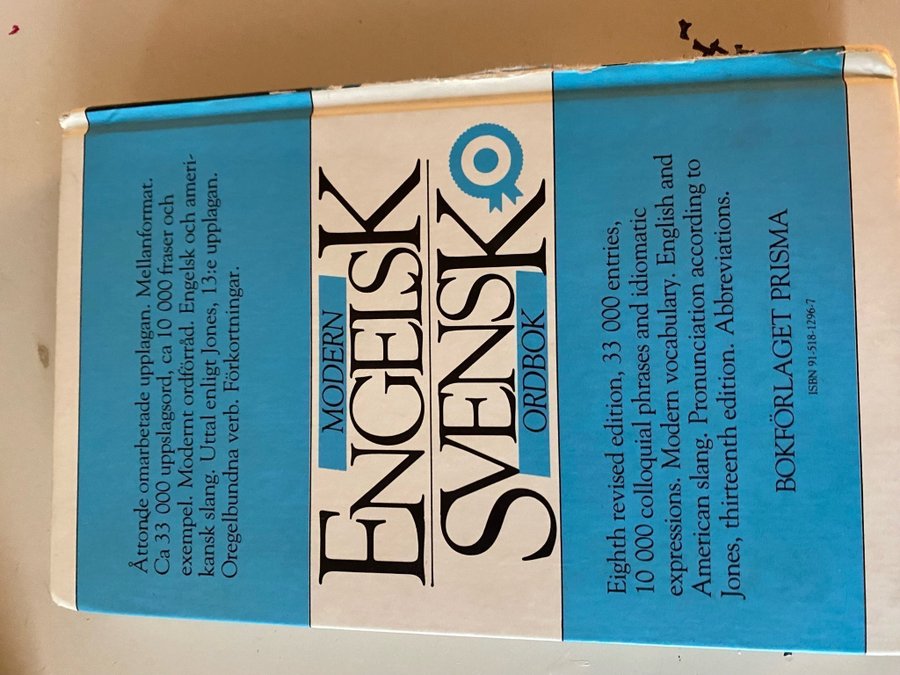 Åttonde omarbetade upplagan. Mellanformat.
Ca 33 000 uppslagsord, ca 10 000 fraser och
exempel. Modernt ordförråd. Engelsk och ameri-
kansk slang. Uttal enligt Jones, 13:e upplagan.
Oregelbundna verb. Förkortningar.
MODERN
ENGELSK
SVENSK
ORDBOK
Eighth revised edition, 33 000 entries,
10 000 colloquial phrases and idiomatic
expressions. Modern vocabulary. English and
American slang. Pronunciation according to
Jones, thirteenth edition. Abbreviations.
BOKFÖRLAGET PRISMA
ISBN 91-518-1296-7